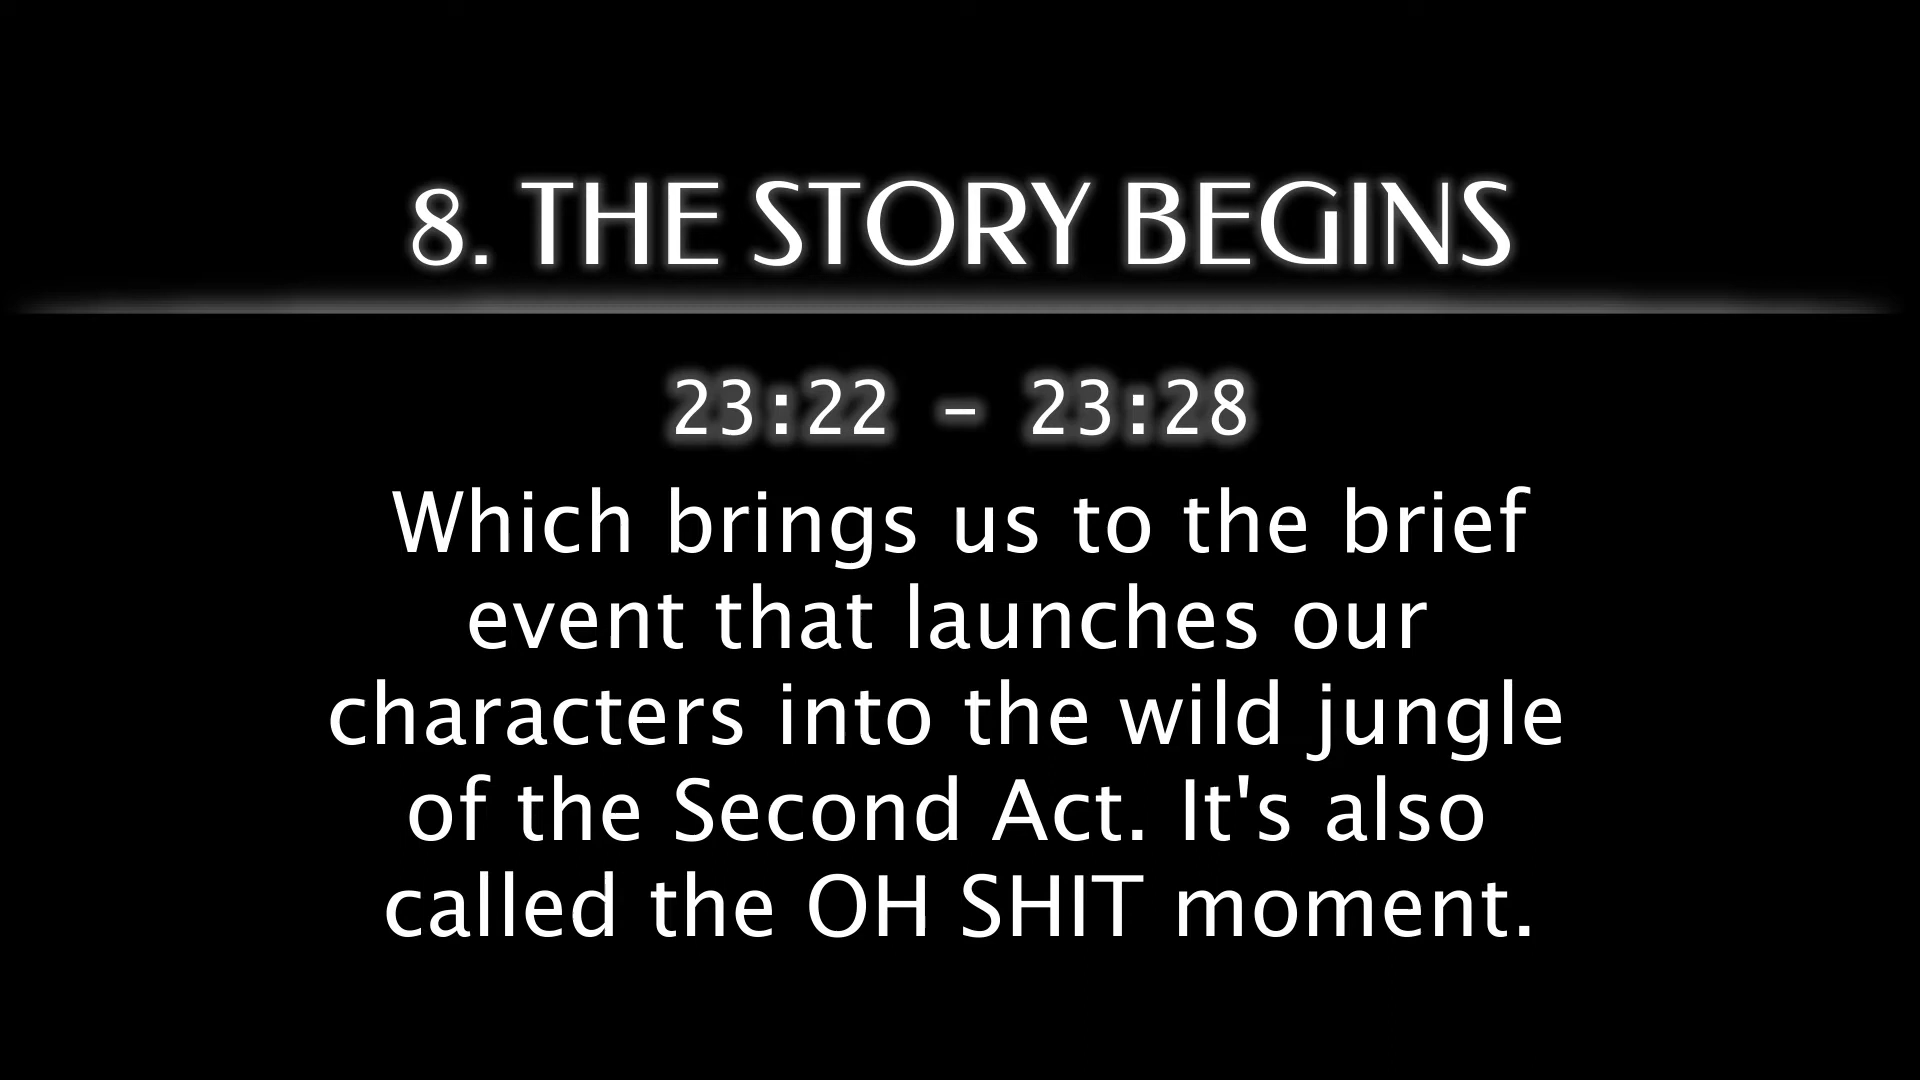 8. THE STORY BEGINS
23:22 - 23:28
Which brings us to the brief
event that launches our
characters into the wild jungle
of the Second Act. It's also
called the OH SHIT moment.